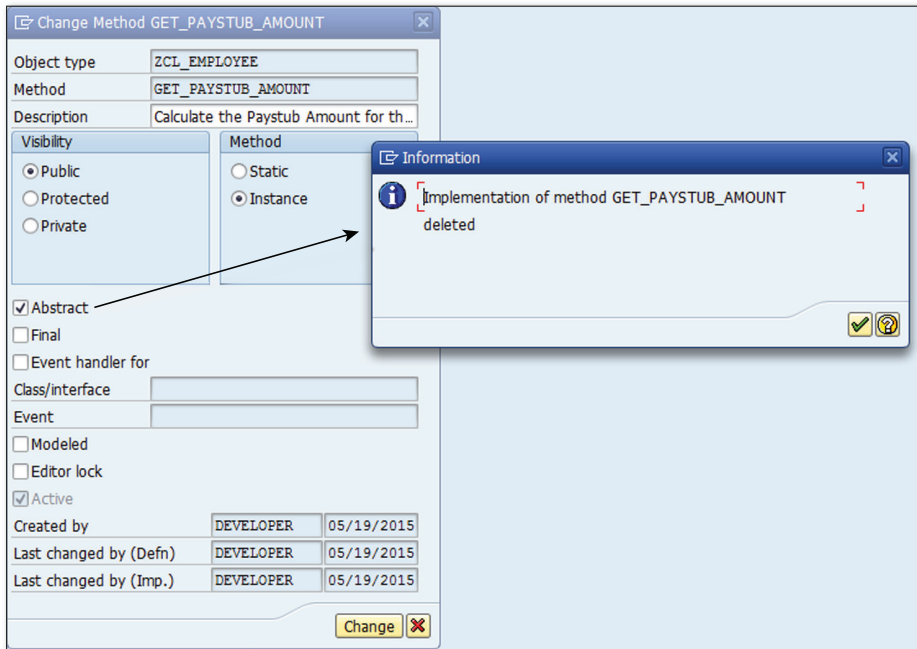 Change Method GET_PAYSTUB_AMOUNT
Object type ZCL_EMPLOYEE
Method GET_PAYSTUB_AMOUNT
Description Calculate the Paystub Amount for th…
Visibility
Public
Protected
Private
Method
Static
Instance
Abstract
Final
Event handler for
Class/interface
Event
Modeled
Editor lock
Active
Created by DEVELOPER 05/19/2015
Last changed by (Defn) DEVELOPER 05/19/2015
Last changed by (Imp.) DEVELOPER 05/19/2015
Change
Information
Implementation of method GET_PAYSTUB_AMOUNT
deleted